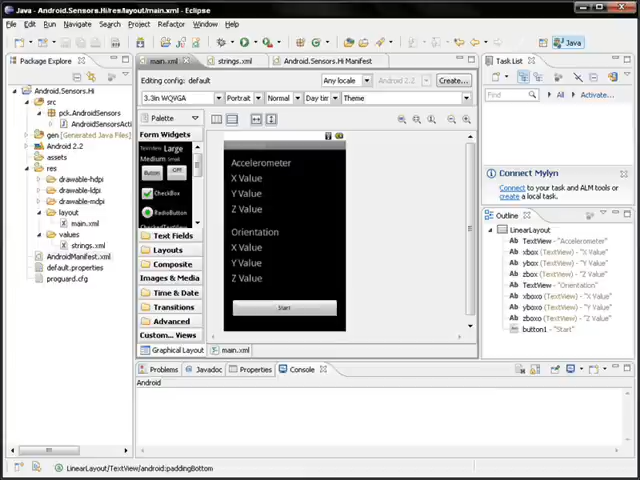 Java - Android.Sensors.Hi/res/layout/main.xml - Eclipse
File Edit Run Navigate Search Project Refactor Window Help
Java
Package Explorer
Android.Sensors.Hi
src
pck.AndroidSensors
AndroidSensorsActi
gen [Generated Java Files]
Android 2.2
assets
res
drawable-hdpi
drawable-ldpi
drawable-mdpi
layout
main.xml
values
strings.xml
AndroidManifest.xml
default.properties
proguard.cfg
main.xml
strings.xml
Android.Sensors.Hi Manifest
Editing config: default
Any locale
Android 2.2
Create...
3.3in WQVGA
Portrait
Normal
Day tim
Theme
Palette
Form Widgets
TextView Large
Medium Small
Button OFF
CheckBox
RadioButton
CheckedTextView
Text Fields
Layouts
Composite
Images & Media
Time & Date
Transitions
Advanced
Custom... Views
Accelerometer
X Value
Y Value
Z Value
Orientation
X Value
Y Value
Z Value
Start
Graphical Layout
main.xml
Task List
Find
All
Activate...
Connect Mylyn
Connect to your task and ALM tools or
create a local task.
Outline
LinearLayout
TextView - "Accelerometer"
xbox (TextView) - "X Value"
ybox (TextView) - "Y Value"
zbox (TextView) - "Z Value"
TextView - "Orientation"
xboxo (TextView) - "X Value"
yboxo (TextView) - "Y Value"
zboxo (TextView) - "Z Value"
button1 - "Start"
Problems
Javadoc
Properties
Console
Android
LinearLayout/TextView/android:paddingBottom